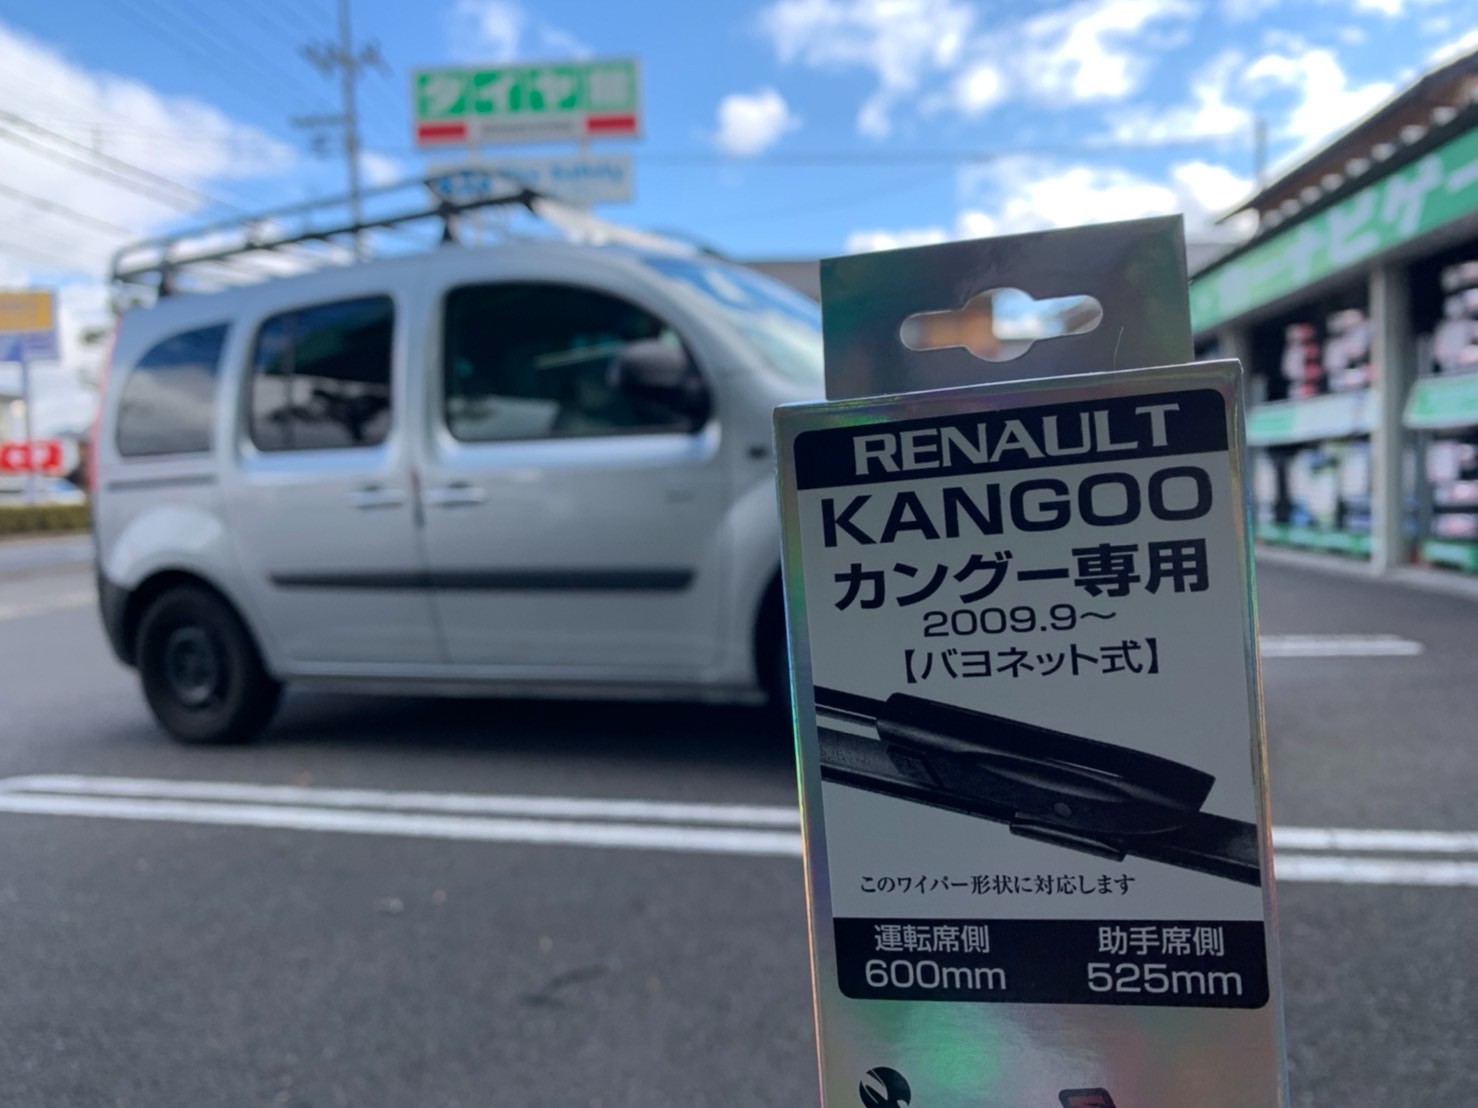 タイヤ館
RENAULT
KANGOO
カングー専用
2009.9～
【バヨネット式】
このワイパー形状に対応します
運転席側 助手席側
600mm 525mm